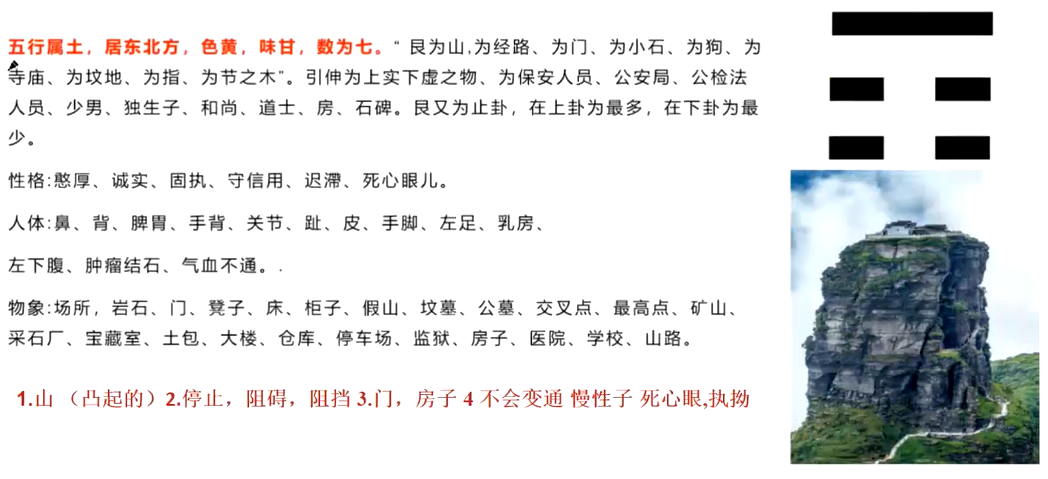 五行属土，居东北方，色黄，味甘，数为七。“ 艮为山,为经路、为门、为小石、为狗、为
寺庙、为坟地、为指、为节之木”。引伸为上实下虚之物、为保安人员、公安局、公检法
人员、少男、独生子、和尚、道士、房、石碑。艮又为止卦，在上卦为最多，在下卦为最
少。
性格:憨厚、诚实、固执、守信用、迟滞、死心眼儿。
人体:鼻、背、脾胃、手背、关节、趾、皮、手脚、左足、乳房、
左下腹、肿瘤结石、气血不通。.
物象:场所，岩石、门、凳子、床、柜子、假山、坟墓、公墓、交叉点、最高点、矿山、
采石厂、宝藏室、土包、大楼、仓库、停车场、监狱、房子、医院、学校、山路。
1.山 （凸起的）2.停止，阻碍，阻挡 3.门，房子 4 不会变通 慢性子 死心眼,执拗